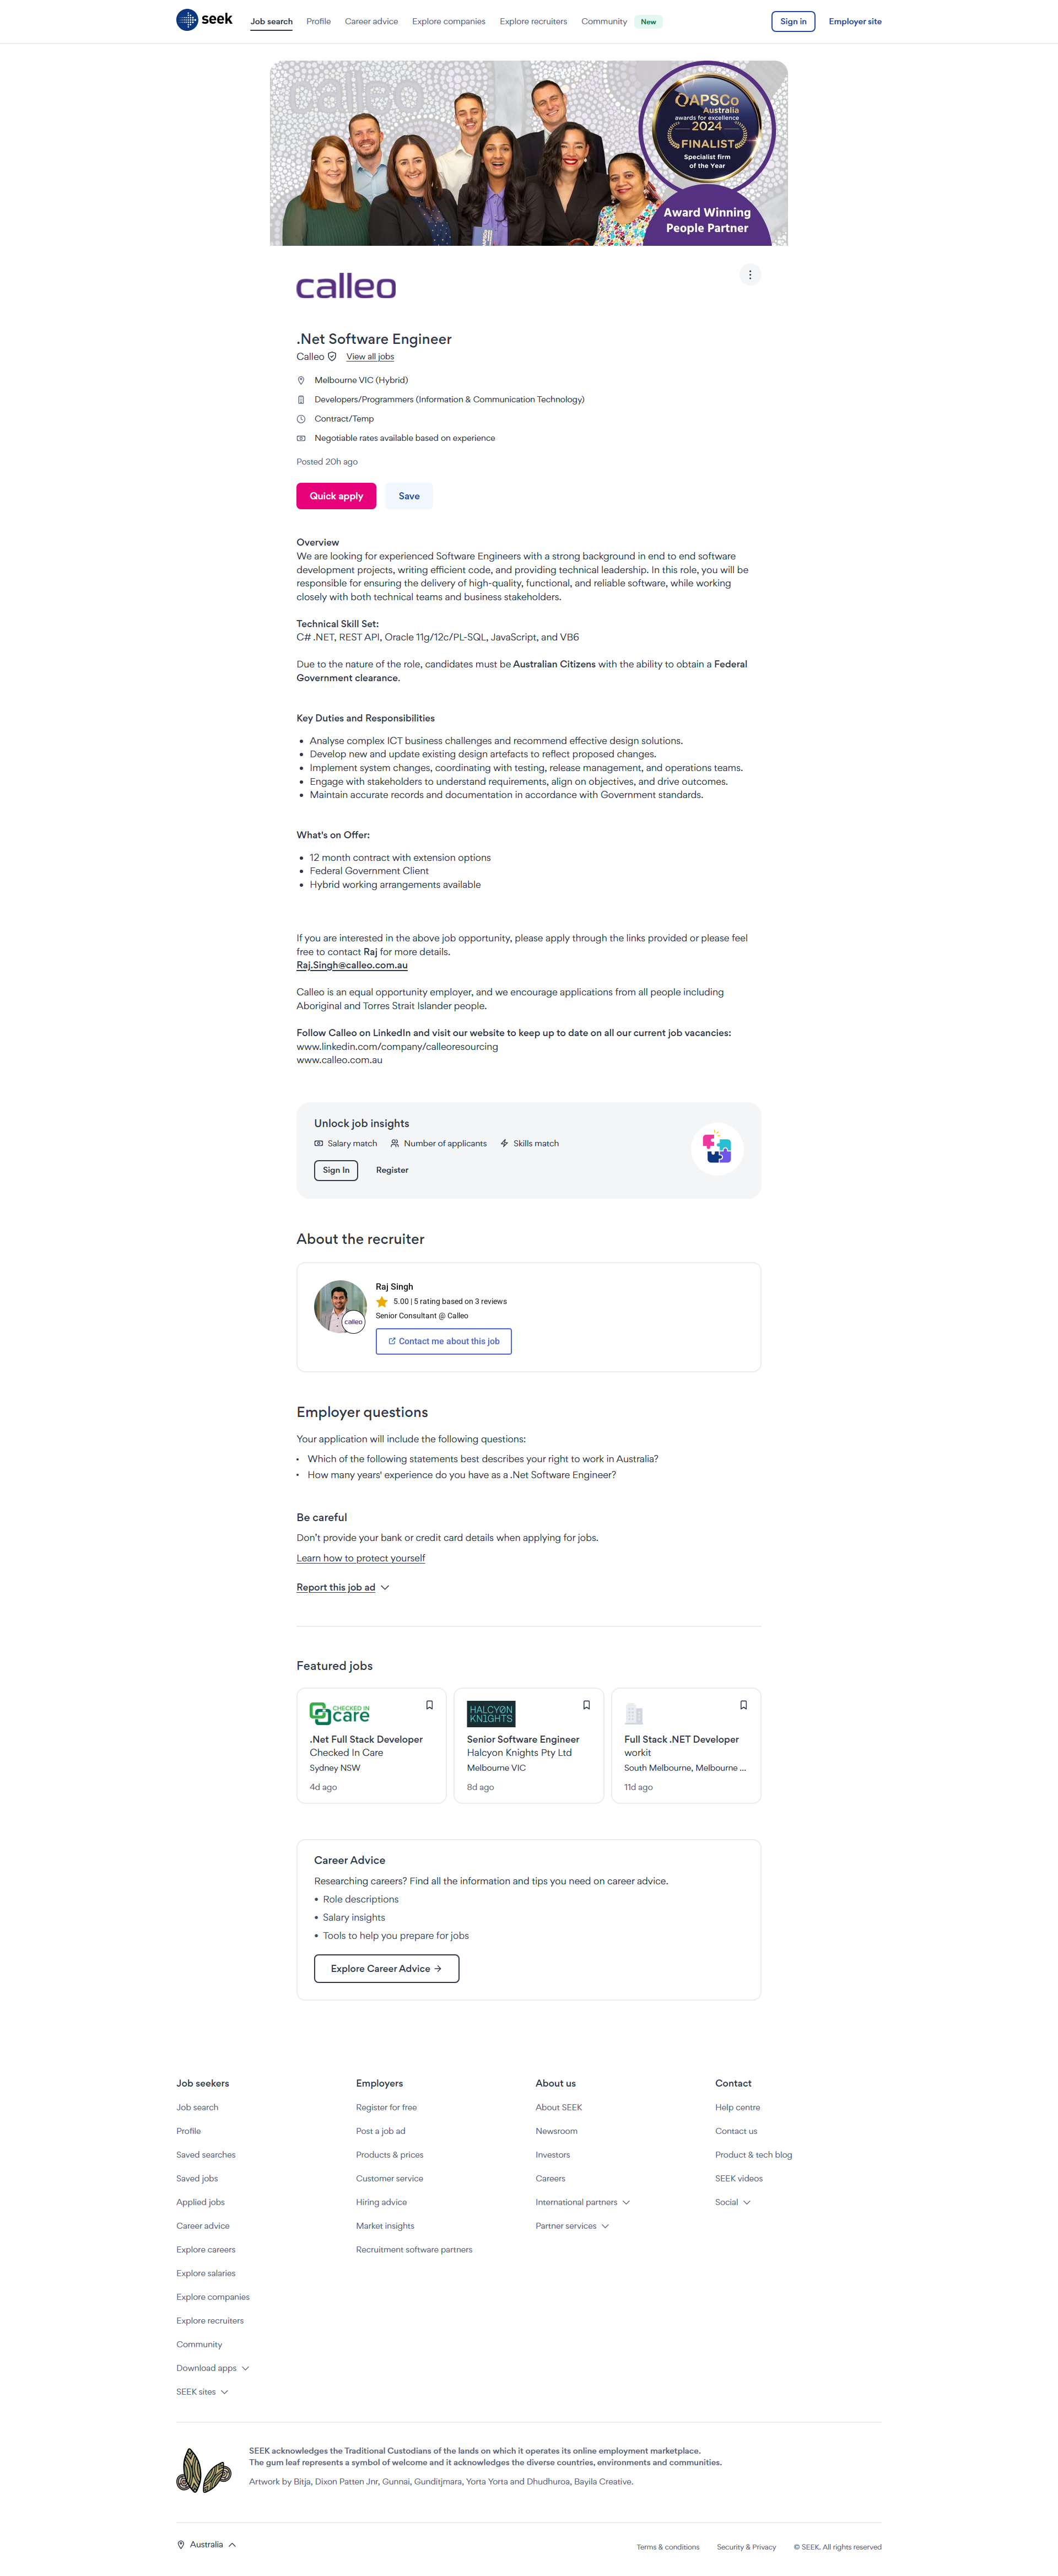 seek
Job search
Profile
Career advice
Explore companies
Explore recruiters
Community
New
Sign in
Employer site
calleo
APSCo
Australia
awards for excellence
2024
FINALIST
Specialist firm
of the Year
Award Winning
People Partner
calleo
.Net Software Engineer
Calleo
View all jobs
Melbourne VIC (Hybrid)
Developers/Programmers (Information & Communication Technology)
Contract/Temp
Negotiable rates available based on experience
Posted 20h ago
Quick apply
Save
Overview
We are looking for experienced Software Engineers with a strong background in end to end software
development projects, writing efficient code, and providing technical leadership. In this role, you will be
responsible for ensuring the delivery of high-quality, functional, and reliable software, while working
closely with both technical teams and business stakeholders.
Technical Skill Set:
C# .NET, REST API, Oracle 11g/12c/PL-SQL, JavaScript, and VB6
Due to the nature of the role, candidates must be Australian Citizens with the ability to obtain a Federal
Government clearance.
Key Duties and Responsibilities
• Analyse complex ICT business challenges and recommend effective design solutions.
• Develop new and update existing design artefacts to reflect proposed changes.
• Implement system changes, coordinating with testing, release management, and operations teams.
• Engage with stakeholders to understand requirements, align on objectives, and drive outcomes.
• Maintain accurate records and documentation in accordance with Government standards.
What's on Offer:
• 12 month contract with extension options
• Federal Government Client
• Hybrid working arrangements available
If you are interested in the above job opportunity, please apply through the links provided or please feel
free to contact Raj for more details.
Raj.Singh@calleo.com.au
Calleo is an equal opportunity employer, and we encourage applications from all people including
Aboriginal and Torres Strait Islander people.
Follow Calleo on LinkedIn and visit our website to keep up to date on all our current job vacancies:
www.linkedin.com/company/calleoresourcing
www.calleo.com.au
Unlock job insights
Salary match
Number of applicants
Skills match
Sign In
Register
About the recruiter
calleo
Raj Singh
5.00 | 5 rating based on 3 reviews
Senior Consultant @ Calleo
Contact me about this job
Employer questions
Your application will include the following questions:
• Which of the following statements best describes your right to work in Australia?
• How many years' experience do you have as a .Net Software Engineer?
Be careful
Don't provide your bank or credit card details when applying for jobs.
Learn how to protect yourself
Report this job ad
Featured jobs
CHECKED IN
care
.Net Full Stack Developer
Checked In Care
Sydney NSW
4d ago
HALCYON
KNIGHTS
Senior Software Engineer
Halcyon Knights Pty Ltd
Melbourne VIC
8d ago
Full Stack .NET Developer
workit
South Melbourne, Melbourne ...
11d ago
Career Advice
Researching careers? Find all the information and tips you need on career advice.
• Role descriptions
• Salary insights
• Tools to help you prepare for jobs
Explore Career Advice →
Job seekers
Job search
Profile
Saved searches
Saved jobs
Applied jobs
Career advice
Explore careers
Explore salaries
Explore companies
Explore recruiters
Community
Download apps
SEEK sites
Employers
Register for free
Post a job ad
Products & prices
Customer service
Hiring advice
Market insights
Recruitment software partners
About us
About SEEK
Newsroom
Investors
Careers
International partners
Partner services
Contact
Help centre
Contact us
Product & tech blog
SEEK videos
Social
SEEK acknowledges the Traditional Custodians of the lands on which it operates its online employment marketplace.
The gum leaf represents a symbol of welcome and it acknowledges the diverse countries, environments and communities.
Artwork by Bitja, Dixon Patten Jnr, Gunnai, Gunditjmara, Yorta Yorta and Dhudhuroa, Bayila Creative.
Australia
Terms & conditions
Security & Privacy
© SEEK. All rights reserved